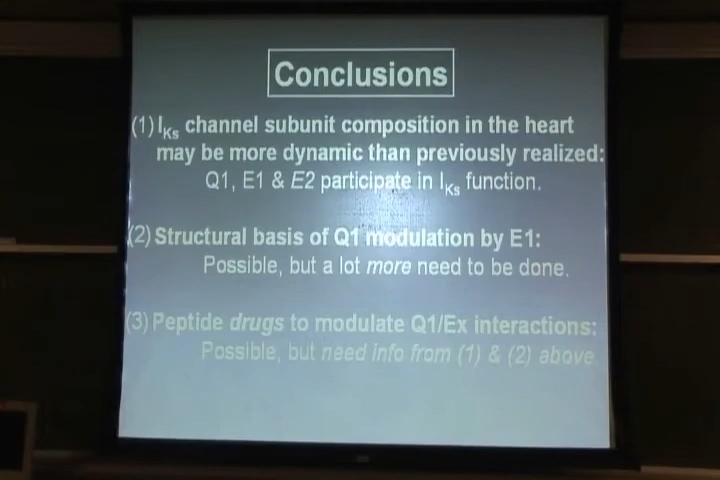 Conclusions
(1) IKs channel subunit composition in the heart
may be more dynamic than previously realized:
Q1, E1 & E2 participate in IKs function.
(2) Structural basis of Q1 modulation by E1:
Possible, but a lot more need to be done.
(3) Peptide drugs to modulate Q1/Ex interactions:
Possible, but need info from (1) & (2) above.